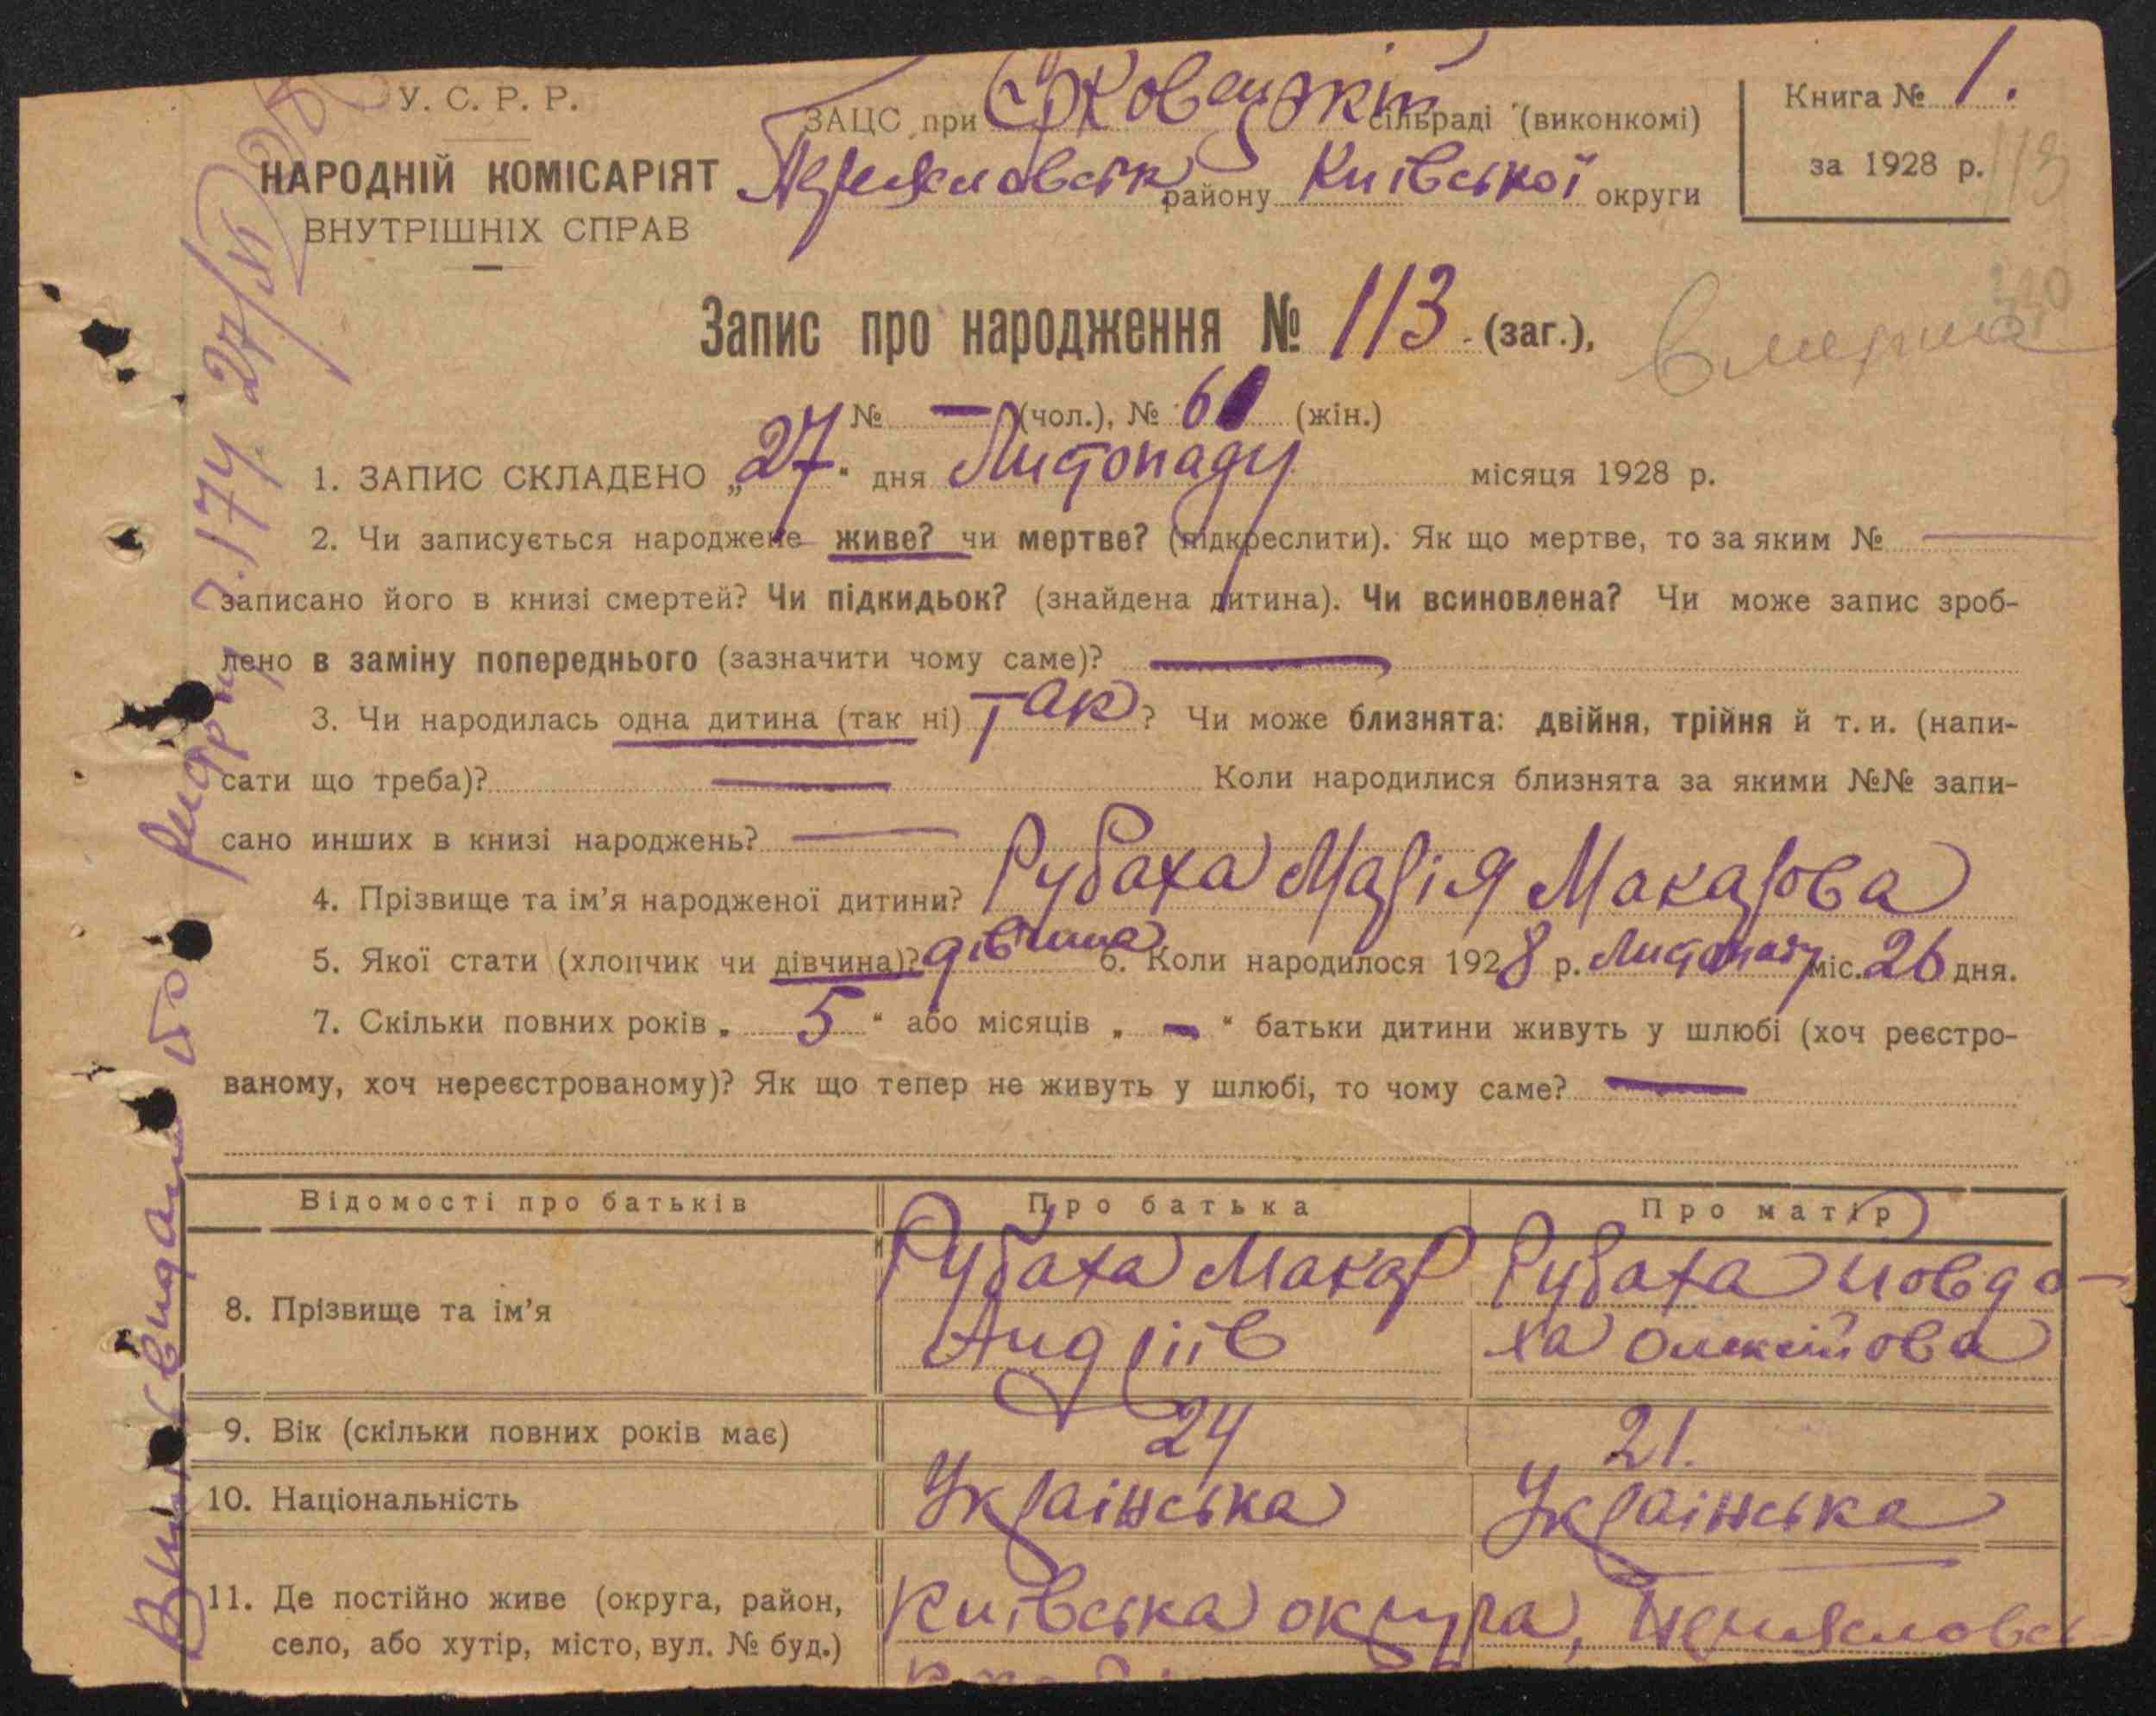 У. С. Р. Р.
НАРОДНІЙ КОМІСАРІЯТ
ВНУТРІШНІХ СПРАВ
ЗАЦС при сільраді (виконкомі)
району Київської округи
Книга № 1.
за 1928 р.
113
Запис про народження № 113 (заг.),
вмерла
№ — (чол.), № 61 (жін.)
1. ЗАПИС СКЛАДЕНО „27“ дня Листопаду місяця 1928 р.
2. Чи записується народжене живе? чи мертве? (підкреслити). Як що мертве, то за яким № —
записано його в книзі смертей? Чи підкидьок? (знайдена дитина). Чи всиновлена? Чи може запис зроб-
лено в заміну попереднього (зазначити чому саме)? —
3. Чи народилась одна дитина (так ні) Так? Чи може близнята: двійня, трійня й т. и. (напи-
сати що треба)? — Коли народилися близнята за якими №№ запи-
сано инших в книзі народжень? —
4. Прізвище та ім’я народженої дитини? Рубаха Марія Макарова
5. Якої стати (хлопчик чи дівчина)? дівчина 6. Коли народилося 1928 р. Листопаду міс. 26 дня.
7. Скільки повних років „ 5 “ або місяців „ — “ батьки дитини живуть у шлюбі (хоч реєстро-
ваному, хоч нереєстрованому)? Як що тепер не живуть у шлюбі, то чому саме? —
Відомості про батьків Про батька Про матір
8. Прізвище та ім’я Рубаха Макар Андріїв Рубаха Йовдо-
ха Олексійова
9. Вік (скільки повних років має) 24 21.
10. Національність Українська Українська
11. Де постійно живе (округа, район, Київська округа,
село, або хутір, місто, вул. № буд.)